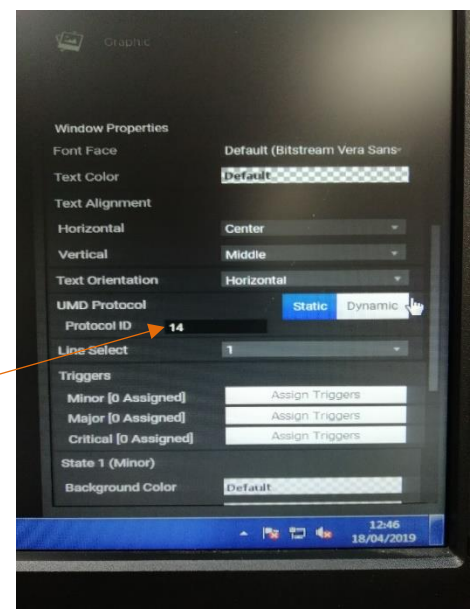 Graphic
Window Properties
Font Face Default (Bitstream Vera Sans-
Text Color Default
Text Alignment
Horizontal Center
Vertical Middle
Text Orientation Horizontal
UMD Protocol Static Dynamic
Protocol ID 14
Line Select 1
Triggers
Minor [0 Assigned] Assign Triggers
Major [0 Assigned] Assign Triggers
Critical [0 Assigned] Assign Triggers
State 1 (Minor)
Background Color Default
12:46
18/04/2019